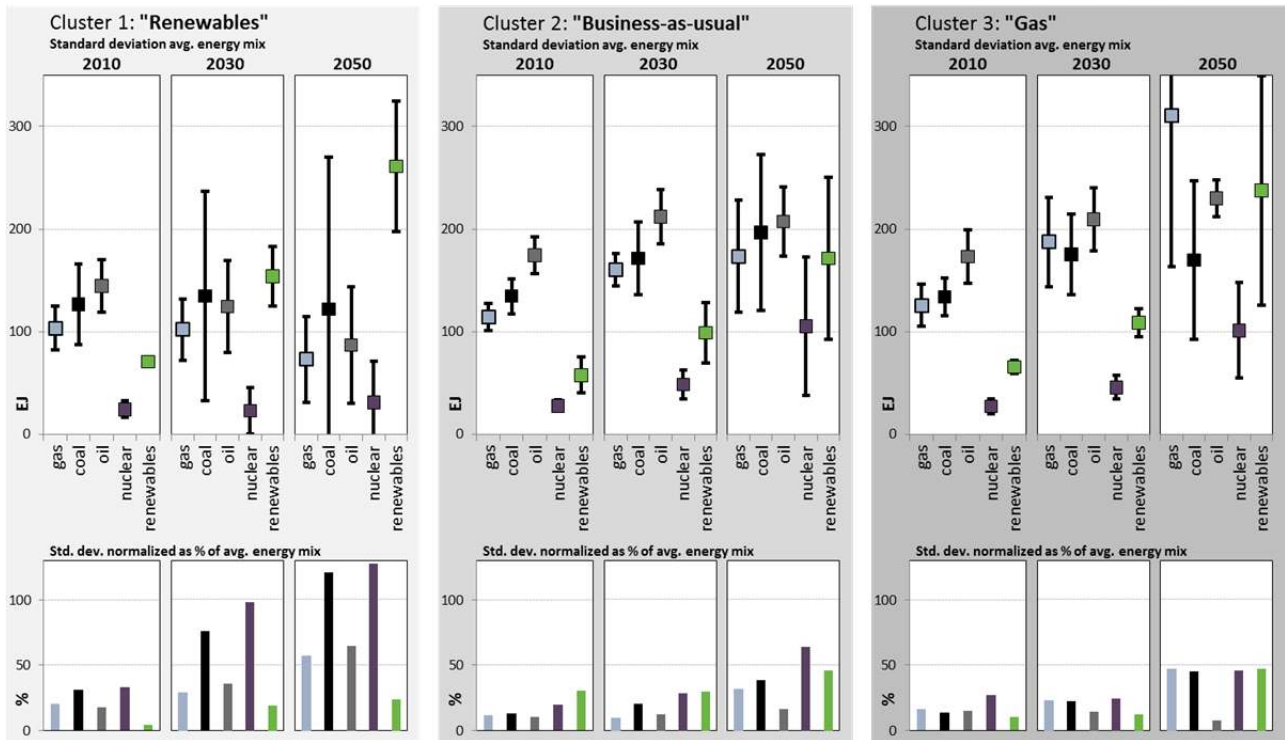 Cluster 1: "Renewables"
Standard deviation avg. energy mix
2010 2030 2050
300
200
100
0
EJ
gas coal oil nuclear renewables gas coal oil nuclear renewables gas coal oil nuclear renewables
Std. dev. normalized as % of avg. energy mix
100
50
0
%
Cluster 2: "Business-as-usual"
Standard deviation avg. energy mix
2010 2030 2050
300
200
100
0
EJ
gas coal oil nuclear renewables gas coal oil nuclear renewables gas coal oil nuclear renewables
Std. dev. normalized as % of avg. energy mix
100
50
0
%
Cluster 3: "Gas"
Standard deviation avg. energy mix
2010 2030 2050
300
200
100
0
EJ
gas coal oil nuclear renewables gas coal oil nuclear renewables gas coal oil nuclear renewables
Std. dev. normalized as % of avg. energy mix
100
50
0
%